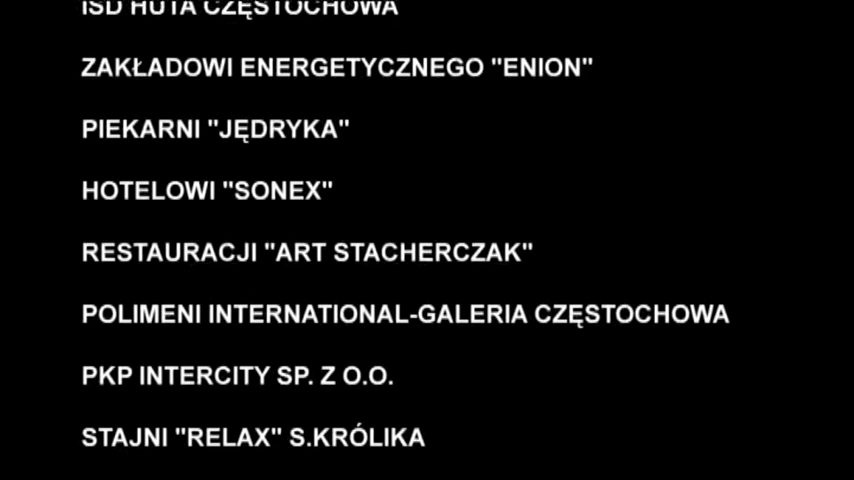 ISD HUTA CZĘSTOCHOWA
ZAKŁADOWI ENERGETYCZNEGO "ENION"
PIEKARNI "JĘDRYKA"
HOTELOWI "SONEX"
RESTAURACJI "ART STACHERCZAK"
POLIMENI INTERNATIONAL-GALERIA CZĘSTOCHOWA
PKP INTERCITY SP. Z O.O.
STAJNI "RELAX" S.KRÓLIKA